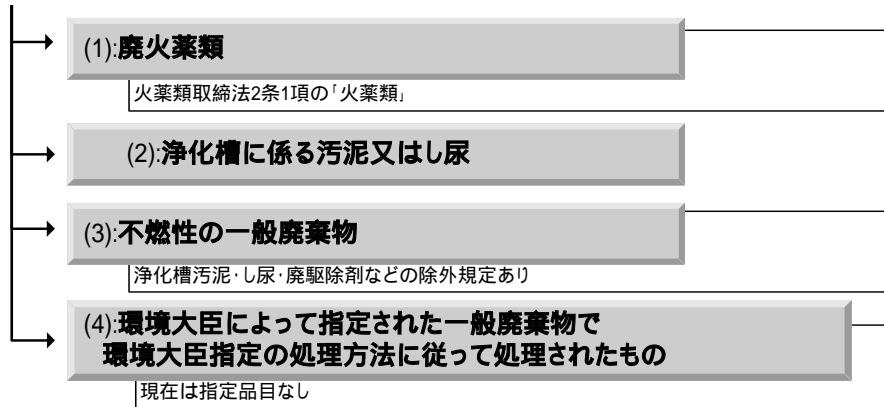 (1):廃火薬類
火薬類取締法2条1項の「火薬類」
(2):浄化槽に係る汚泥又はし尿
(3):不燃性の一般廃棄物
浄化槽汚泥・し尿・廃駆除剤などの除外規定あり
(4):環境大臣によって指定された一般廃棄物で
環境大臣指定の処理方法に従って処理されたもの
現在は指定品目なし